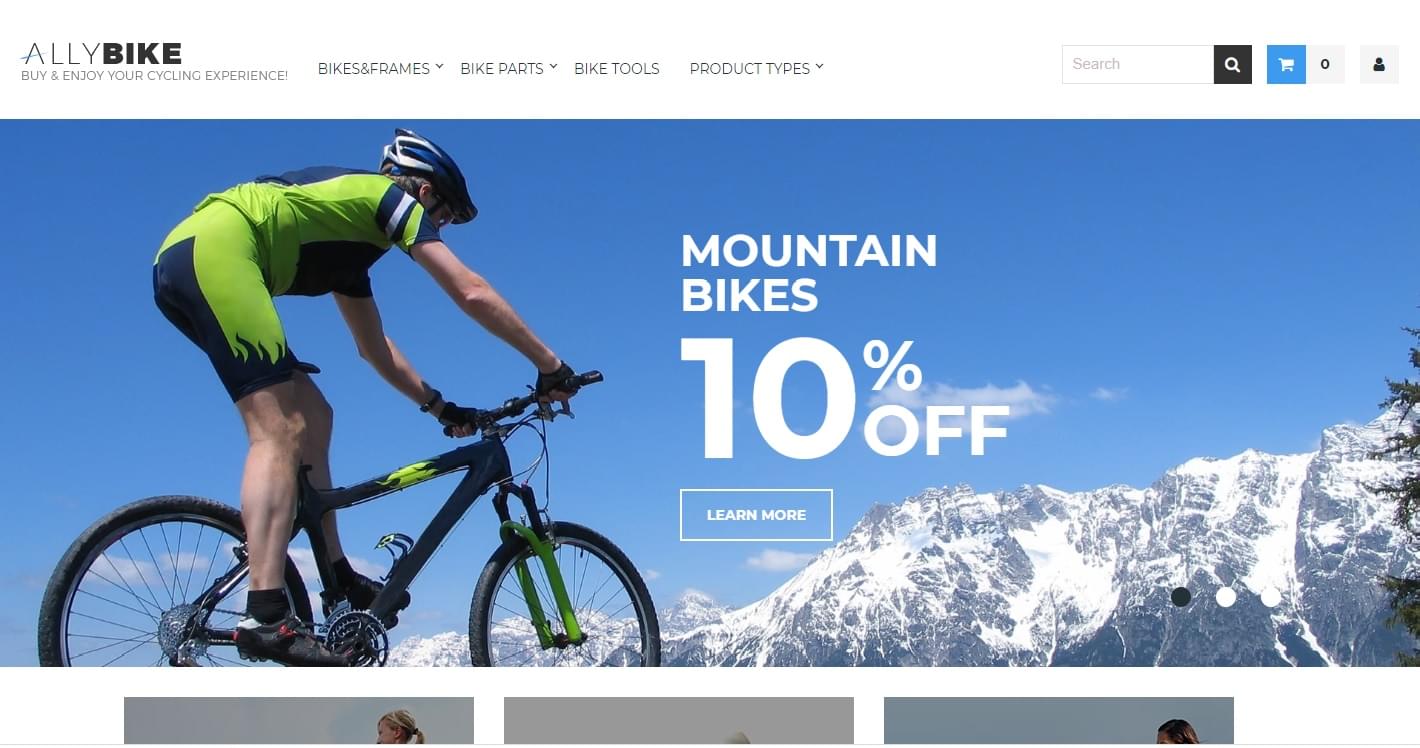 ALLYBIKE
BUY & ENJOY YOUR CYCLING EXPERIENCE!
BIKES&FRAMES
BIKE PARTS
BIKE TOOLS
PRODUCT TYPES
Search
0
MOUNTAIN
BIKES
10%
OFF
LEARN MORE